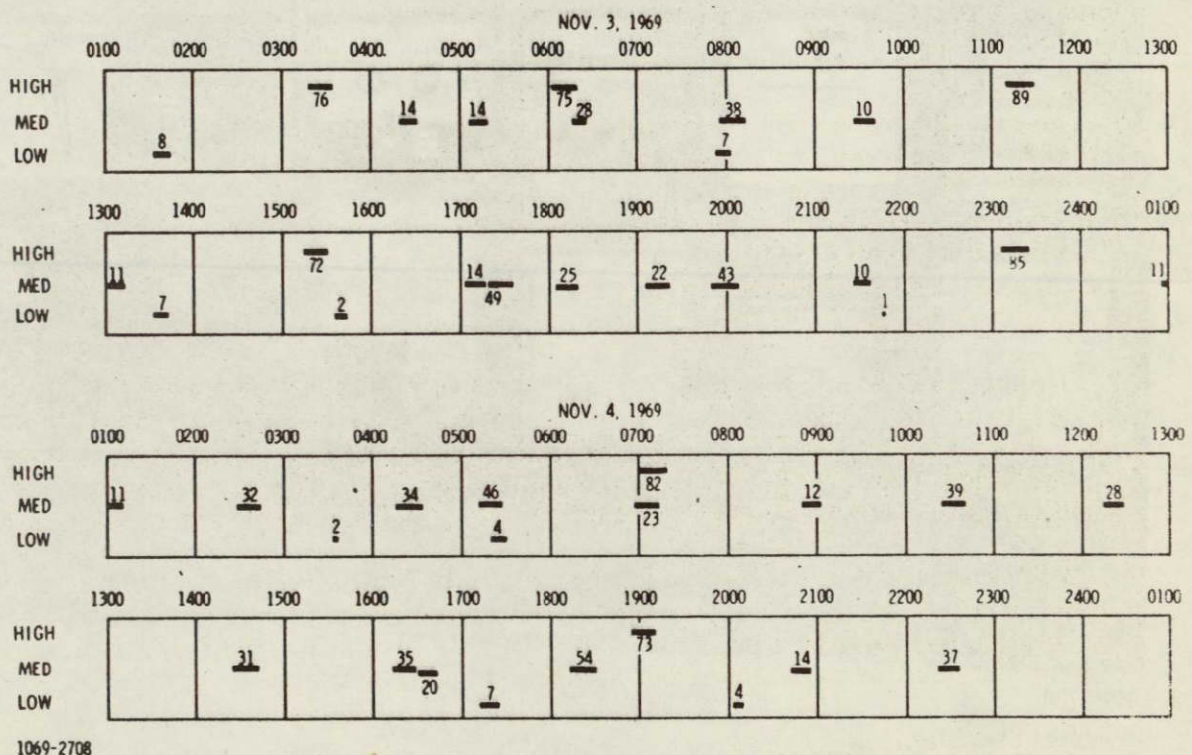 NOV. 3, 1969
0100 0200 0300 0400 0500 0600 0700 0800 0900 1000 1100 1200 1300
HIGH 76 75 89
MED 14 14 28 38 10
LOW 8 7
1300 1400 1500 1600 1700 1800 1900 2000 2100 2200 2300 2400 0100
HIGH 72 85
MED 11 14 49 25 22 43 10 11
LOW 7 2 1
NOV. 4, 1969
0100 0200 0300 0400 0500 0600 0700 0800 0900 1000 1100 1200 1300
HIGH 82
MED 11 32 34 46 23 12 39 28
LOW 2 4
1300 1400 1500 1600 1700 1800 1900 2000 2100 2200 2300 2400 0100
HIGH 73
MED 31 35 20 54 14 37
LOW 7 4
1069-2708